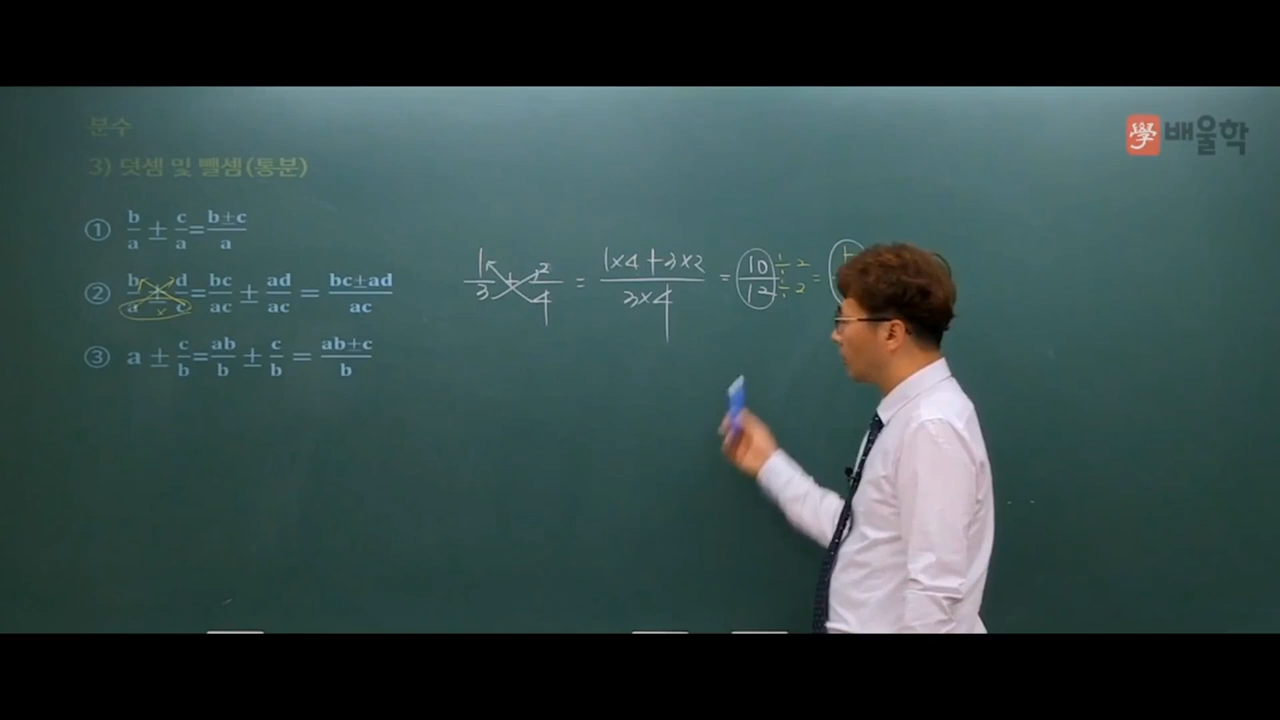 분수
學 배울학
3) 덧셈 및 뺄셈(통분)
① b/a ± c/a = b±c/a
② b/a ± d/c = bc/ac ± ad/ac = bc±ad/ac
③ a ± c/b = ab/b ± c/b = ab±c/b
1/3 + 2/4 = 1×4+3×2/3×4 = 10÷2/12÷2 =